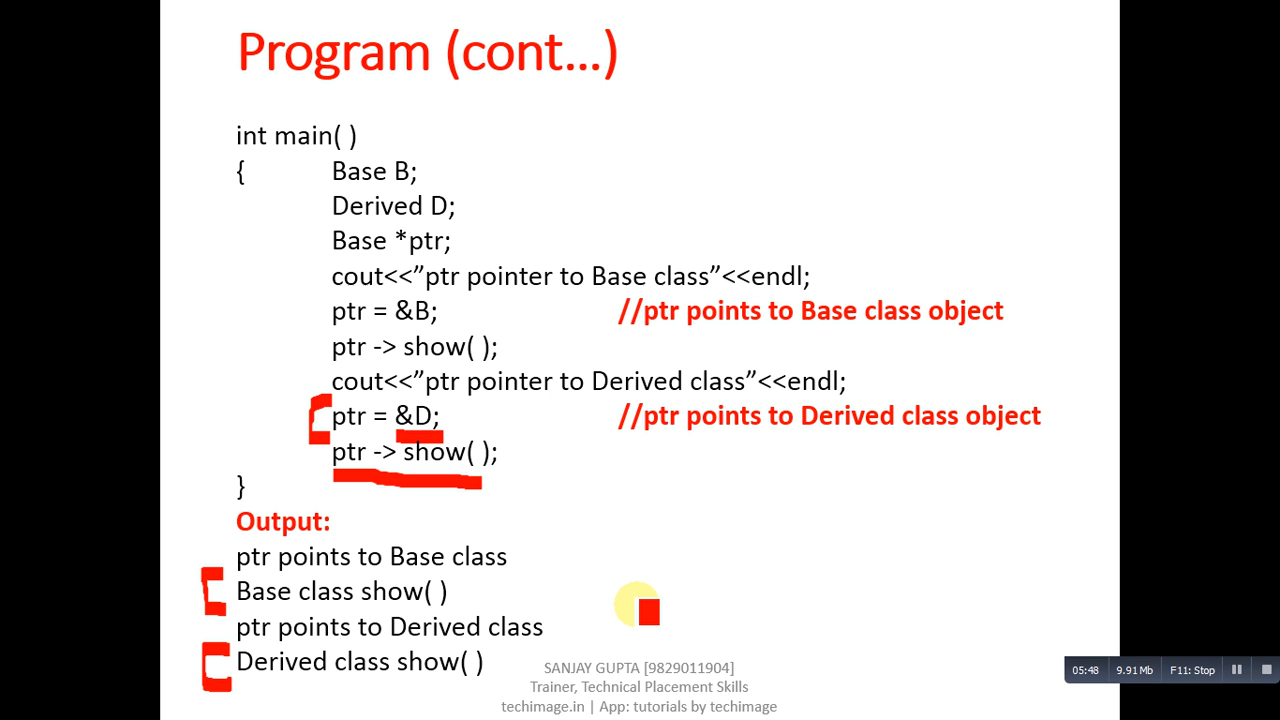 Program (cont...)
int main( )
{ Base B;
Derived D;
Base *ptr;
cout<<”ptr pointer to Base class”<<endl;
ptr = &B; //ptr points to Base class object
ptr -> show( );
cout<<”ptr pointer to Derived class”<<endl;
ptr = &D; //ptr points to Derived class object
ptr -> show( );
}
Output:
ptr points to Base class
Base class show( )
ptr points to Derived class
Derived class show( )
SANJAY GUPTA [9829011904]
Trainer, Technical Placement Skills
techimage.in | App: tutorials by techimage
05:48 9.91 Mb F11: Stop